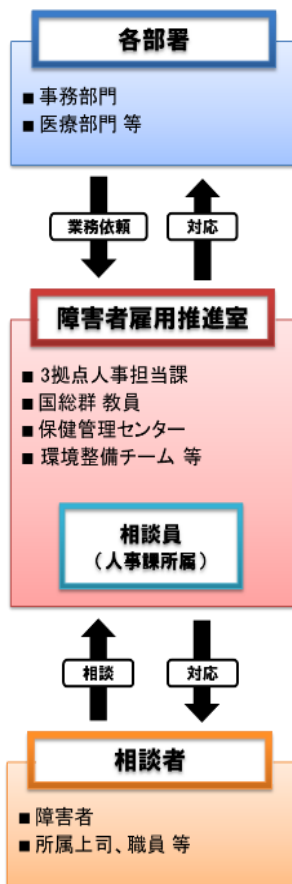 各部署
■ 事務部門
■ 医療部門 等
業務依頼 対応
障害者雇用推進室
■ 3拠点人事担当課
■ 国総群 教員
■ 保健管理センター
■ 環境整備チーム 等
相談員
（人事課所属）
相談 対応
相談者
■ 障害者
■ 所属上司、職員 等